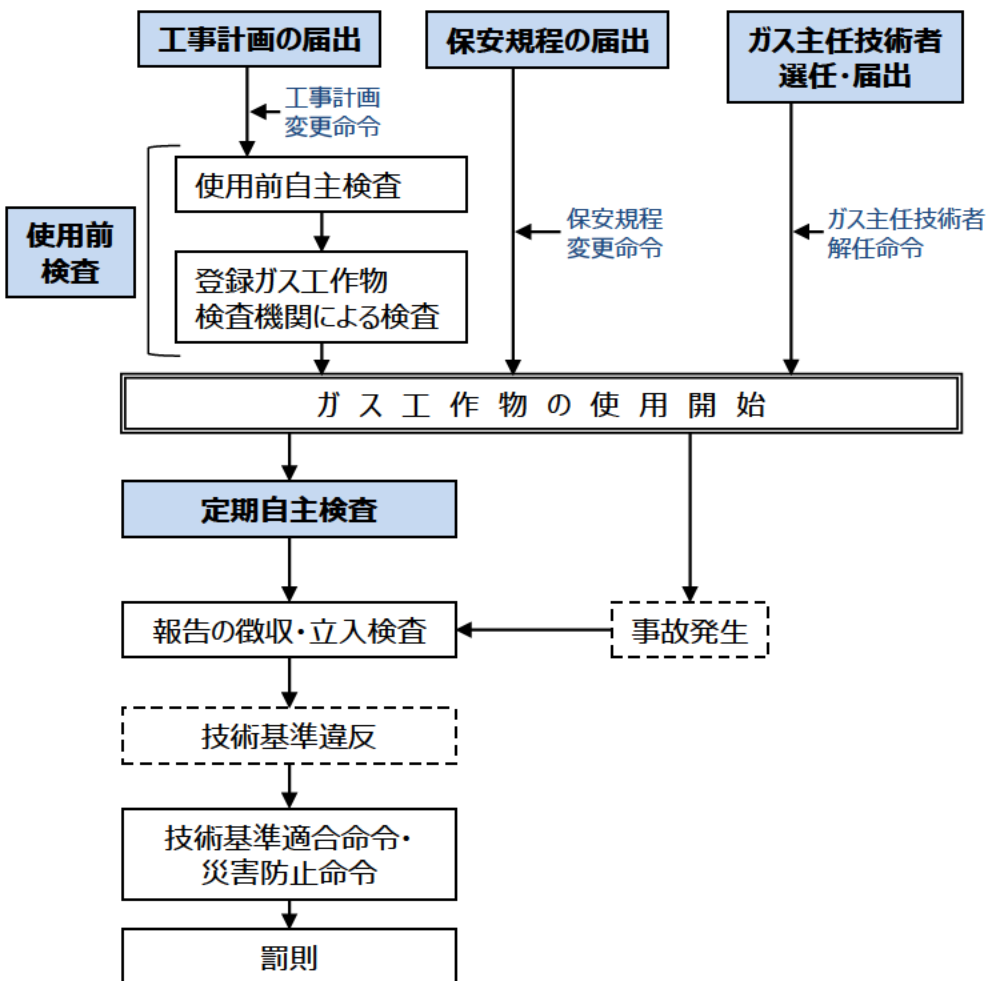 工事計画の届出
保安規程の届出
ガス主任技術者
選任・届出
工事計画
変更命令
使用前自主検査
使用前
検査
保安規程
変更命令
ガス主任技術者
解任命令
登録ガス工作物
検査機関による検査
ガス工作物の使用開始
定期自主検査
報告の徴収・立入検査
事故発生
技術基準違反
技術基準適合命令・
災害防止命令
罰則